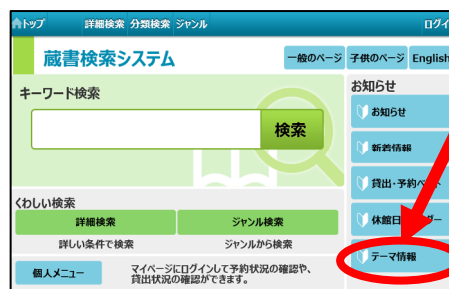 トップ 詳細検索 分類検索 ジャンル
蔵書検索システム 一般のページ 子供のページ English
キーワード検索
検索
お知らせ
お知らせ
新着情報
貸出・予約
くわしい検索
詳細検索 ジャンル検索
詳しい条件で検索 ジャンルから検索
休館日
テーマ情報
個人メニュー
マイページにログインして予約状況の確認や、
貸出状況の確認ができます。